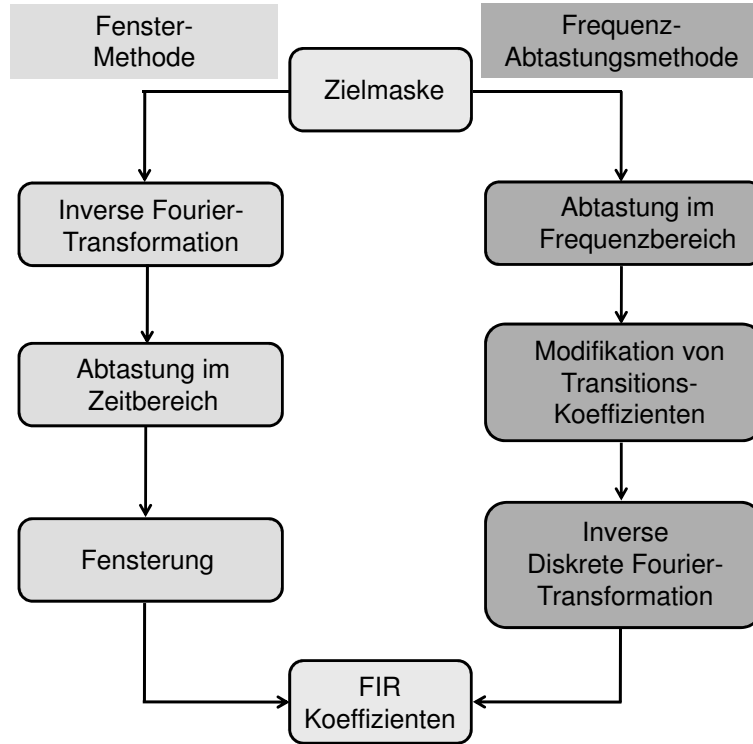 Fenster-
Methode
Frequenz-
Abtastungsmethode
Zielmaske
Inverse Fourier-
Transformation
Abtastung im
Zeitbereich
Fensterung
Abtastung im
Frequenzbereich
Modifikation von
Transitions-
Koeffizienten
Inverse
Diskrete Fourier-
Transformation
FIR
Koeffizienten